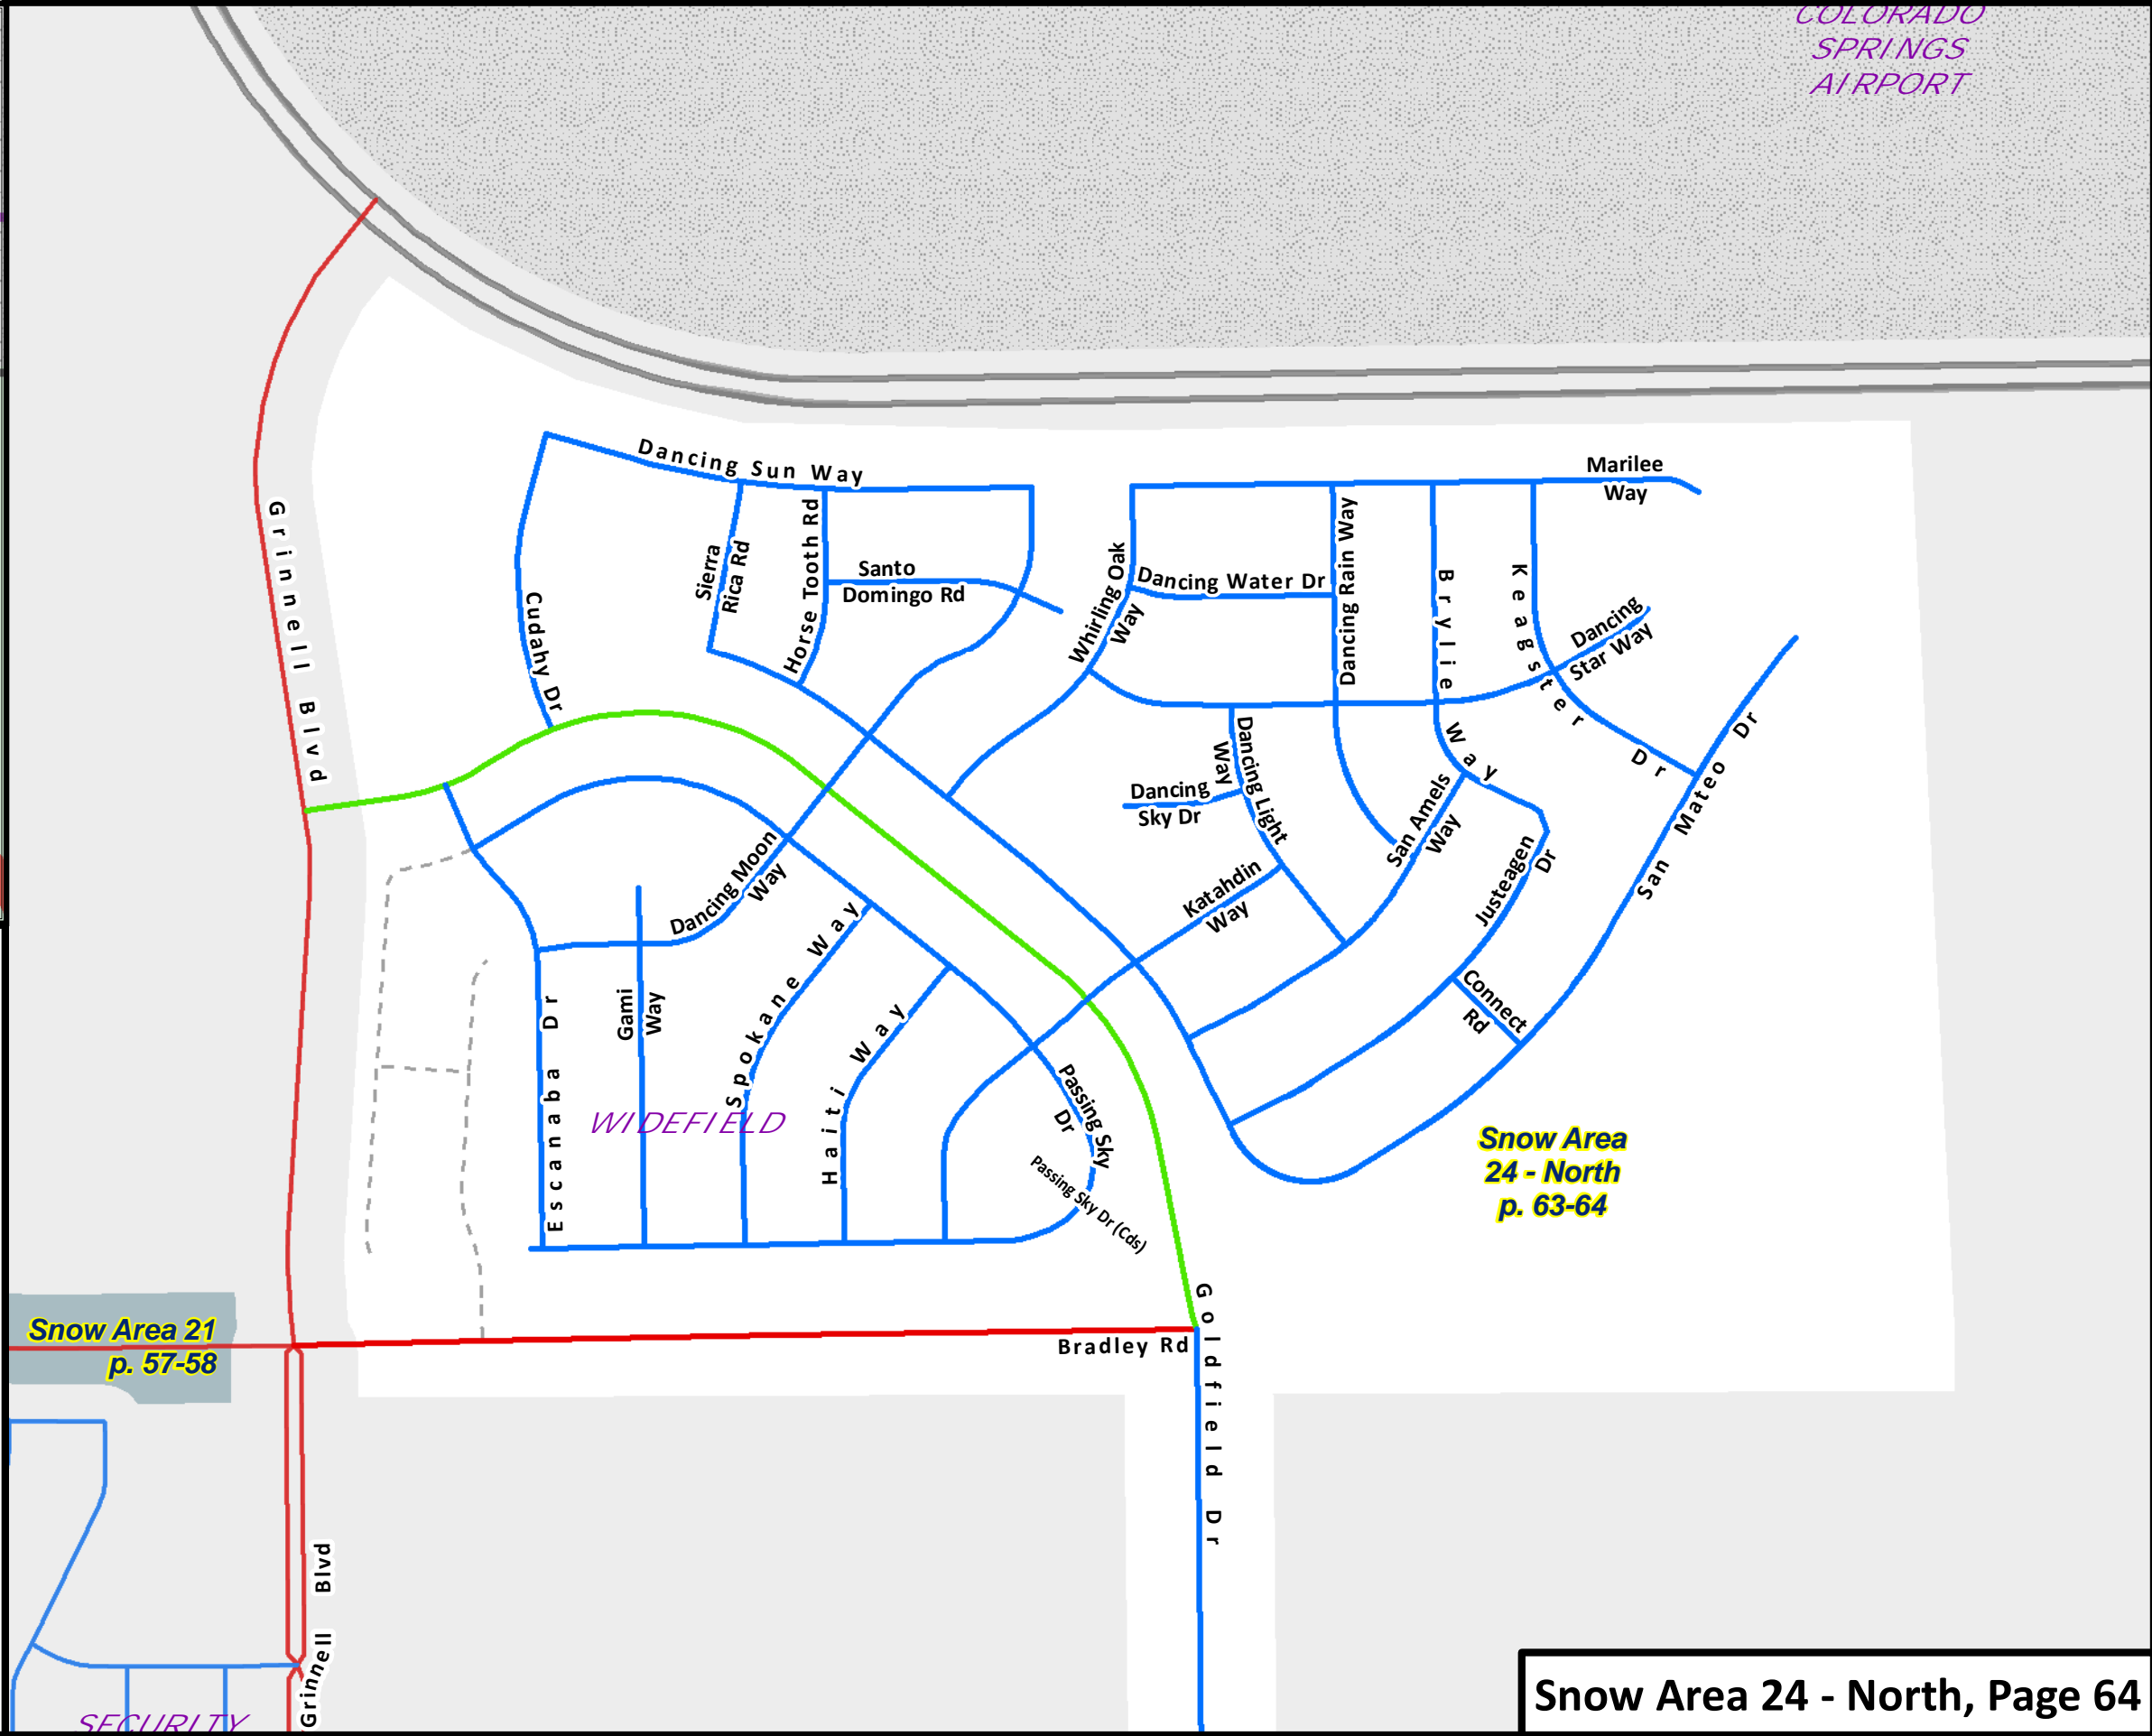 COLORADO
SPRINGS
AIRPORT
Dancing Sun Way
Marilee
Way
Grinnell Blvd
Cudahy Dr
Sierra
Rica Rd
Horse Tooth Rd
Santo
Domingo Rd
Whirling Oak
Way
Dancing Water Dr
Dancing Rain Way
Brylie Way
Keagster Dr
Dancing
Star Way
San Mateo Dr
Dancing Light
Way
Dancing
Sky Dr
San Amels
Way
Justeagen
Dr
Katahdin
Way
Connect
Rd
Dancing Moon
Way
Spokane Way
Haiti Way
Gami
Way
Escanaba Dr
WIDEFIELD
Passing Sky
Dr
Passing Sky Dr (Cds)
Snow Area
24 - North
p. 63-64
Snow Area 21
p. 57-58
Bradley Rd
Goldfield Dr
Grinnell Blvd
SECURITY
Snow Area 24 - North, Page 64